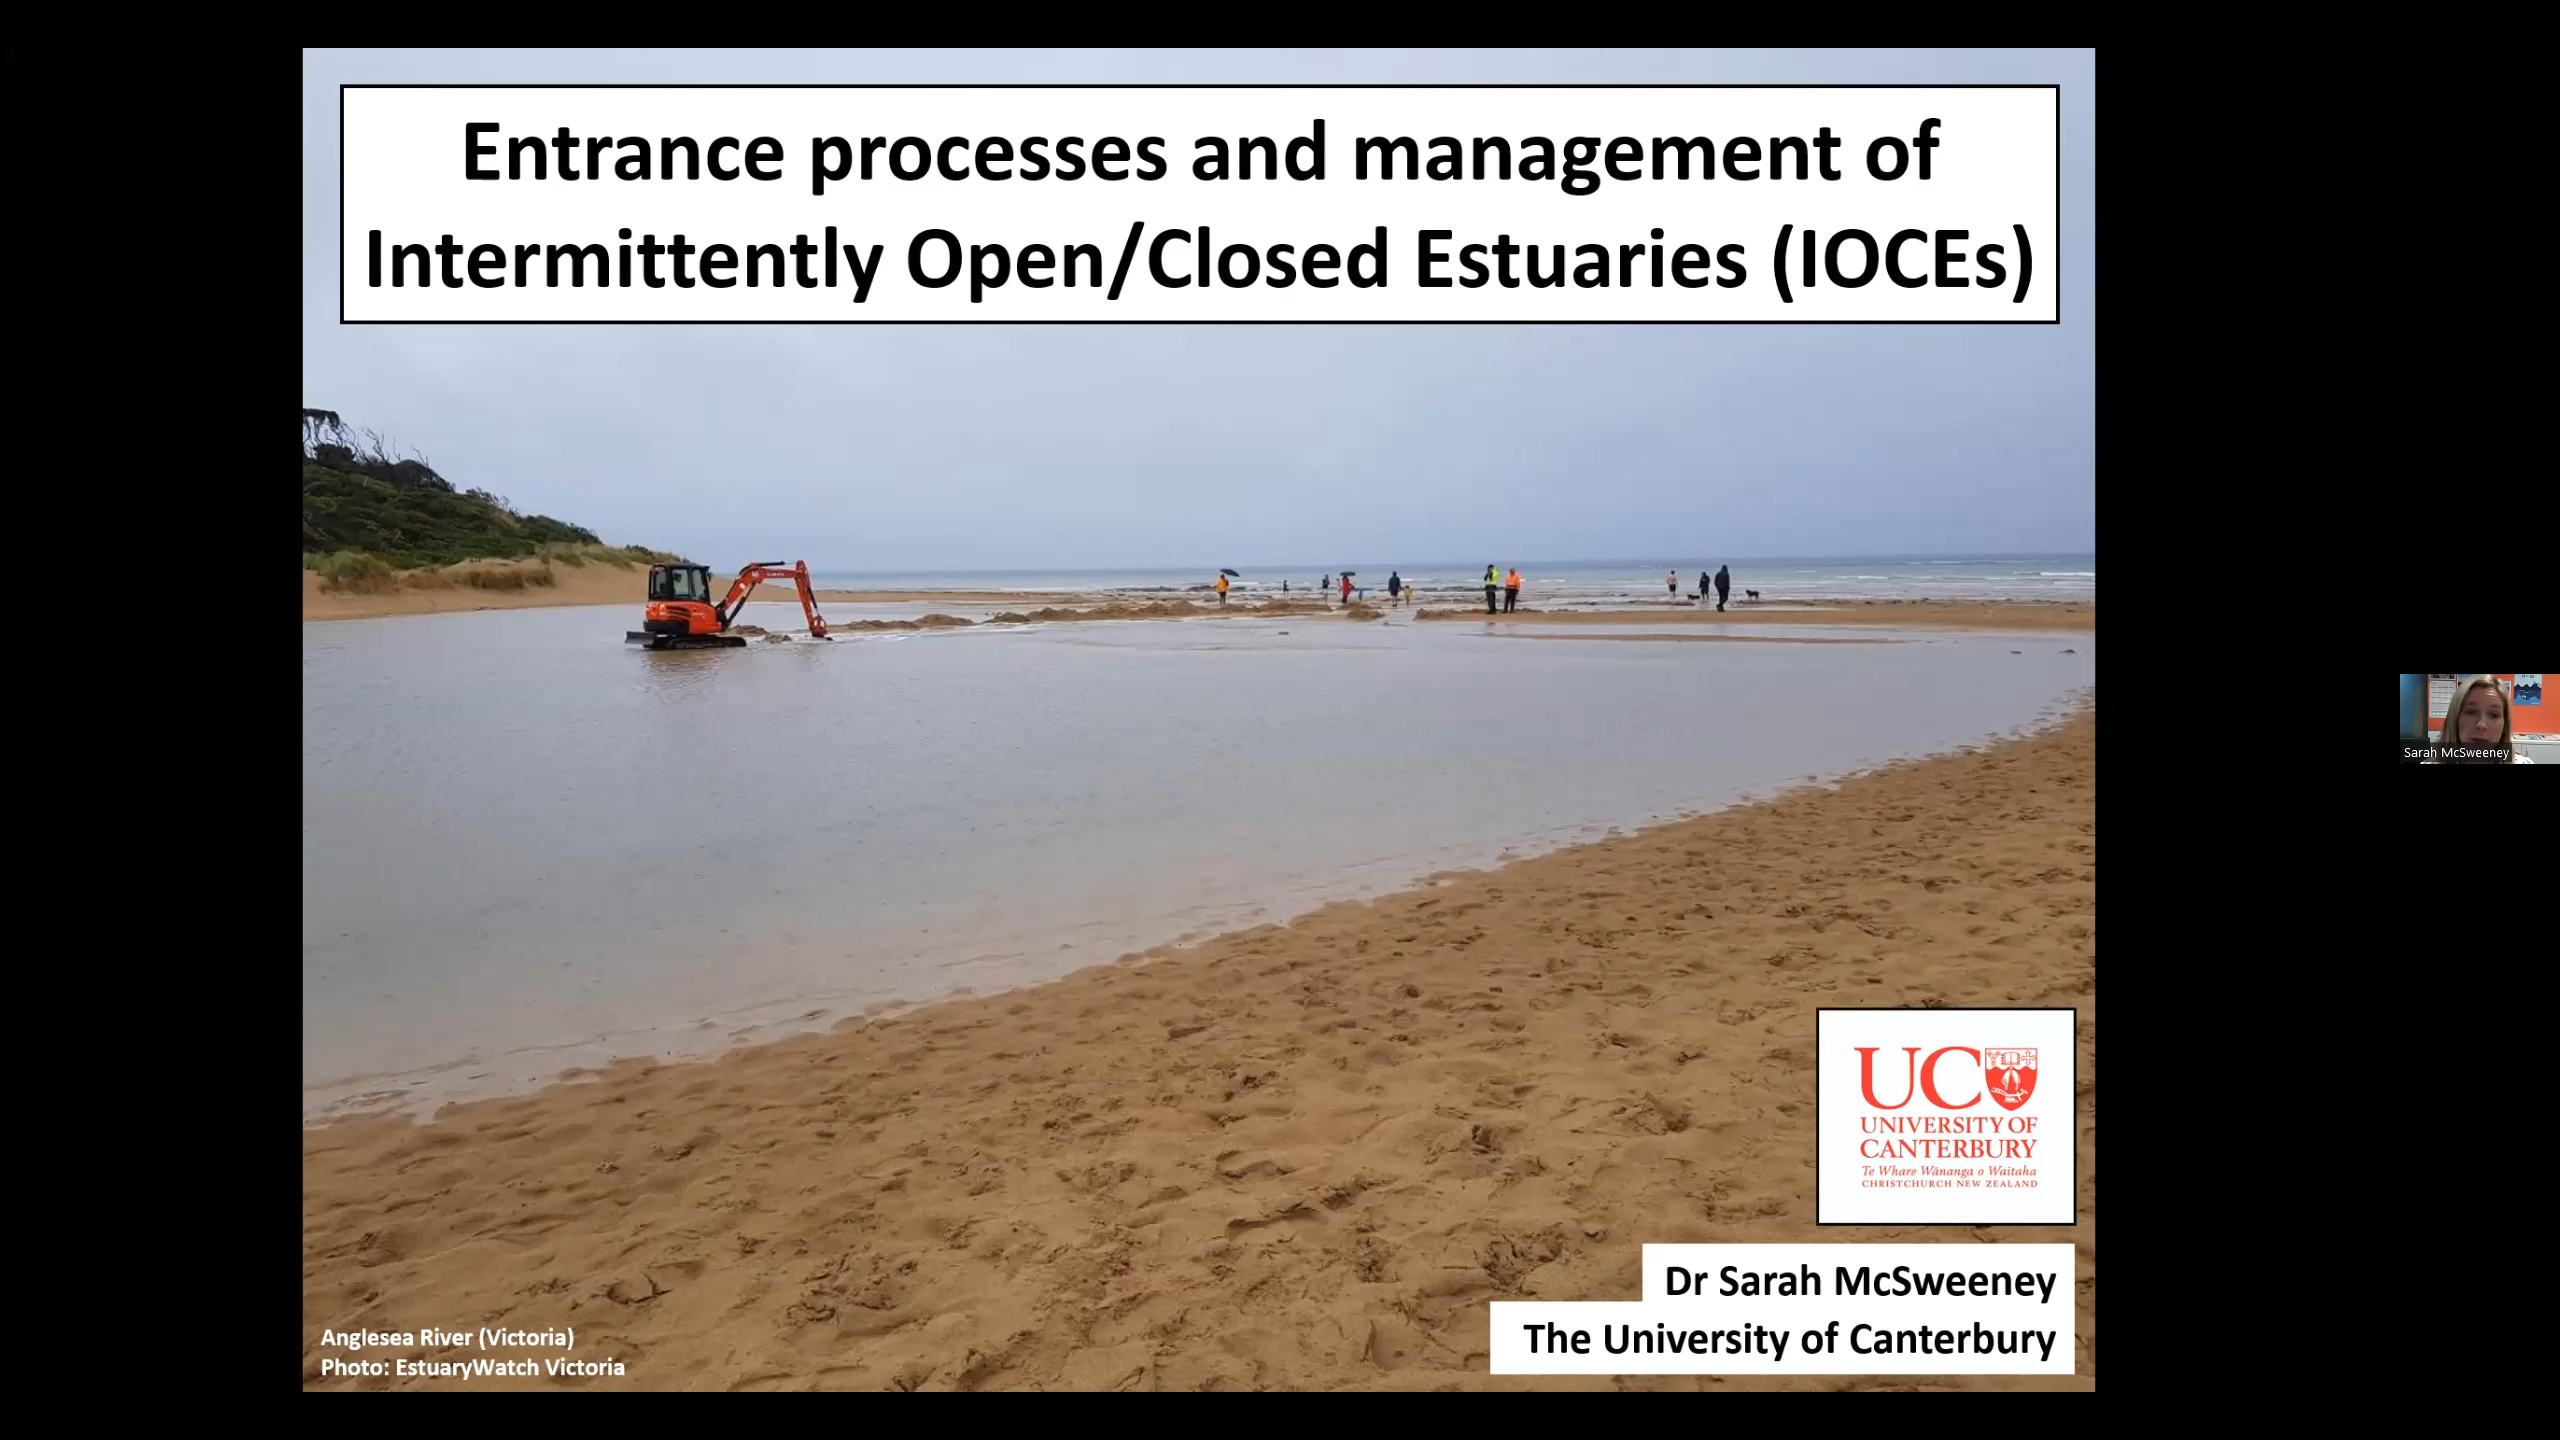 Entrance processes and management of
Intermittently Open/Closed Estuaries (IOCEs)
Sarah McSweeney
UC
UNIVERSITY OF
CANTERBURY
Te Whare Wānanga o Waitaha
CHRISTCHURCH NEW ZEALAND
Dr Sarah McSweeney
The University of Canterbury
Anglesea River (Victoria)
Photo: EstuaryWatch Victoria